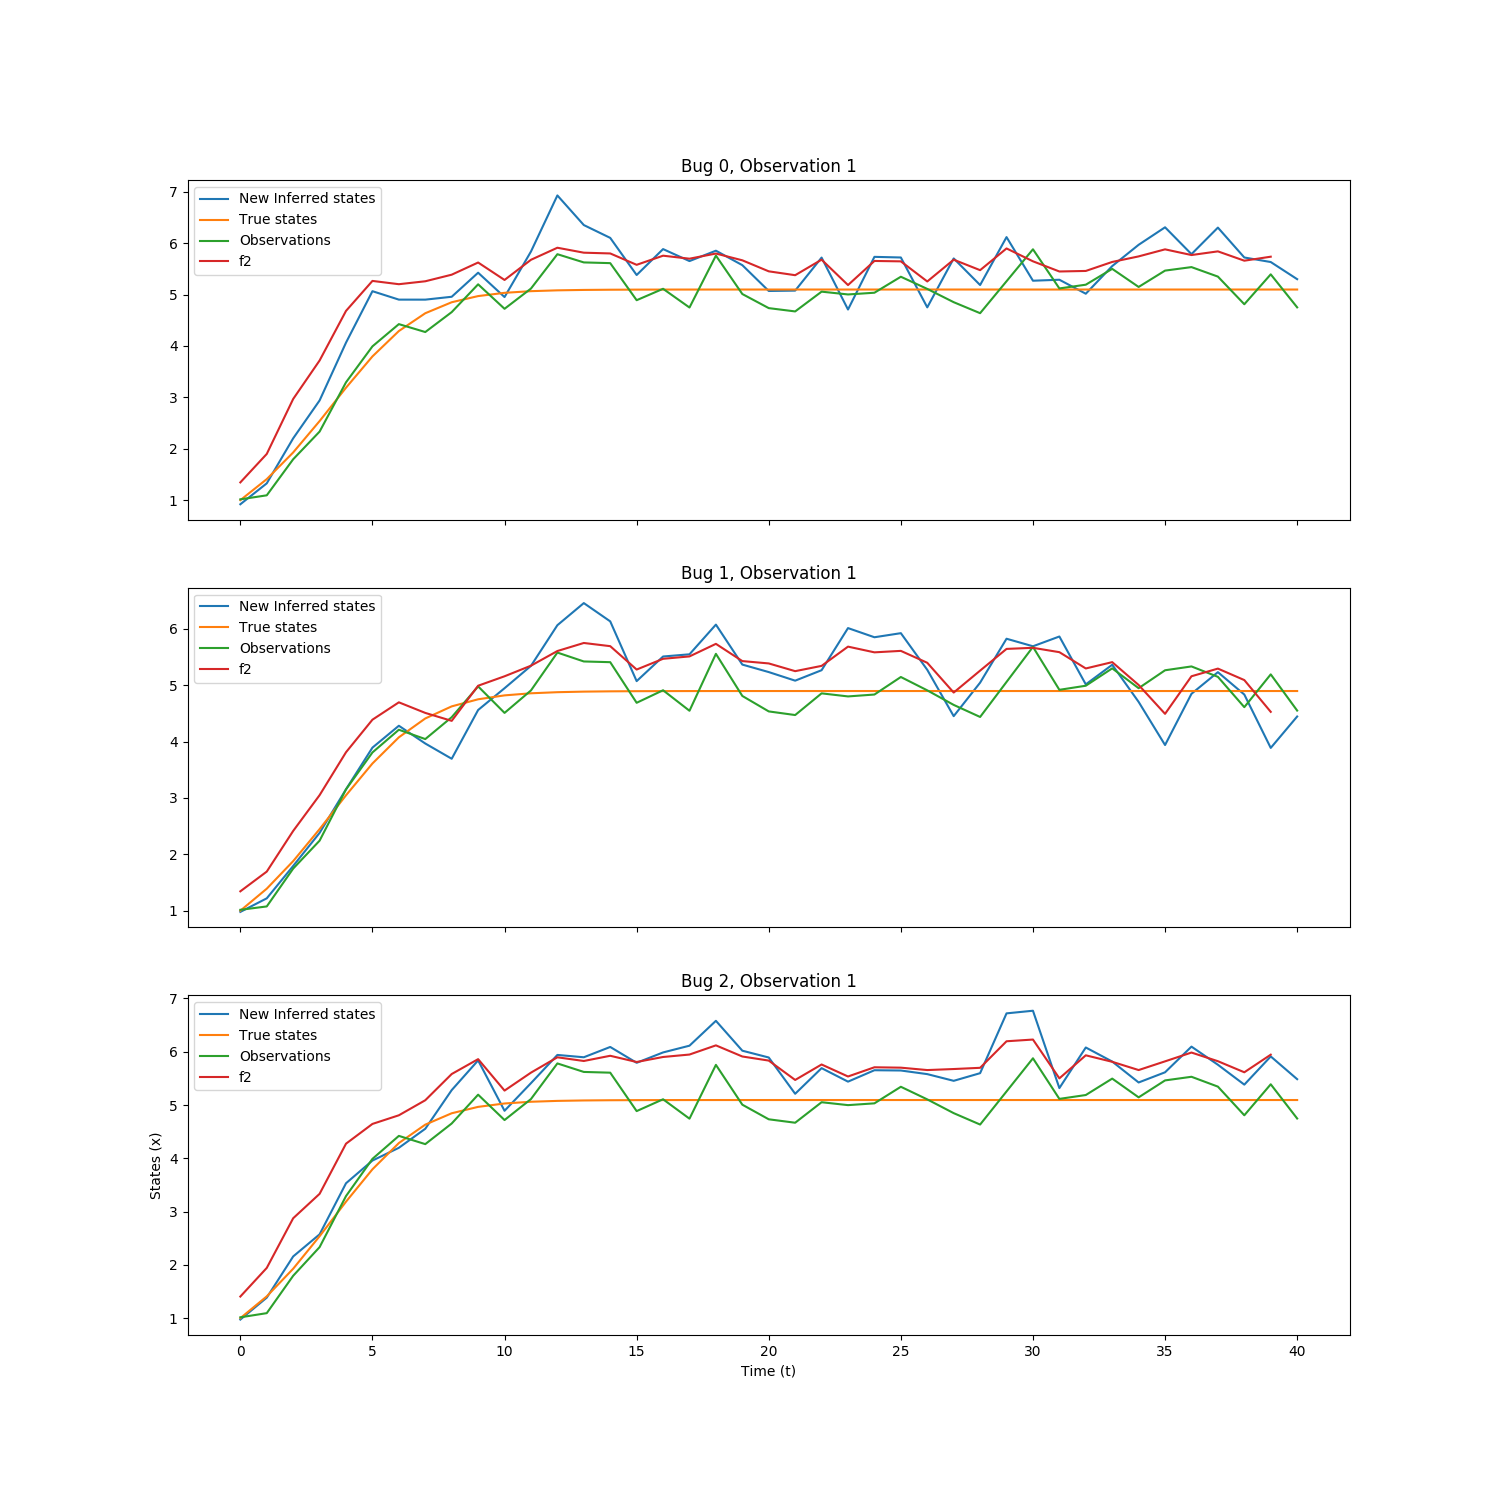 Bug 0, Observation 1
7
6
5
4
3
2
1
New Inferred states
True states
Observations
f2
Bug 1, Observation 1
6
5
4
3
2
1
New Inferred states
True states
Observations
f2
Bug 2, Observation 1
7
6
5
4
3
2
1
States (x)
New Inferred states
True states
Observations
f2
0 5 10 15 20 25 30 35 40
Time (t)